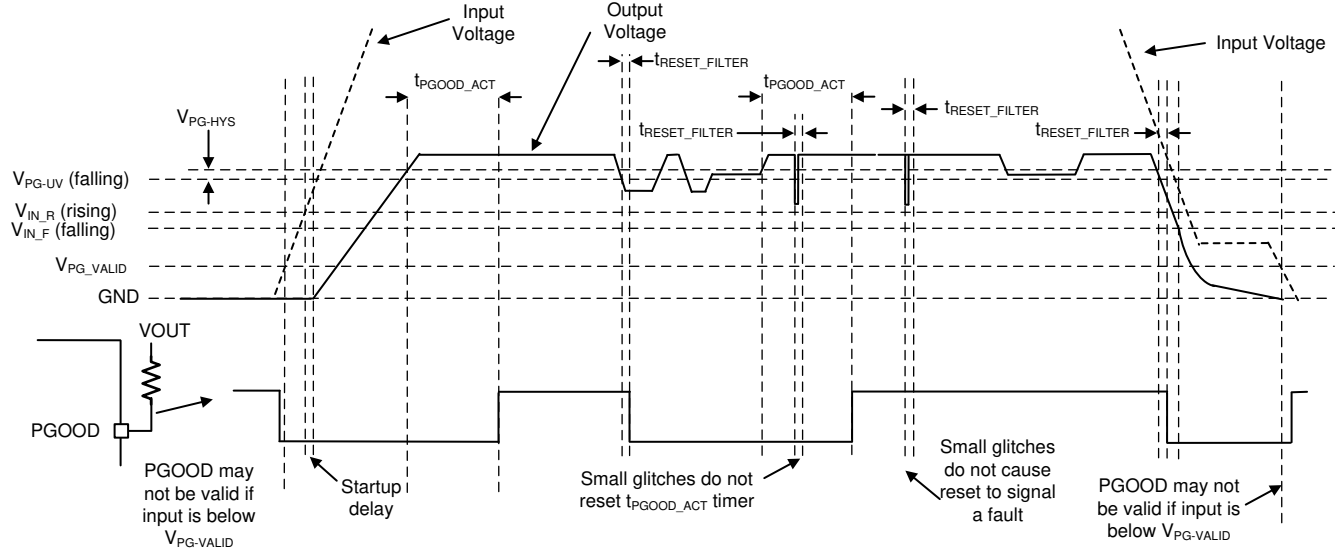 Input
Voltage
Output
Voltage
Input Voltage
tRESET_FILTER
tPGOOD_ACT
tPGOOD_ACT
tRESET_FILTER
tRESET_FILTER
tRESET_FILTER
VPG-HYS
VPG-UV (falling)
VIN_R (rising)
VIN_F (falling)
VPG_VALID
GND
VOUT
PGOOD
PGOOD may
not be valid if
input is below
VPG-VALID
Startup
delay
Small glitches do not
reset tPGOOD_ACT timer
Small glitches
do not cause
reset to signal
a fault
PGOOD may not
be valid if input is
below VPG-VALID